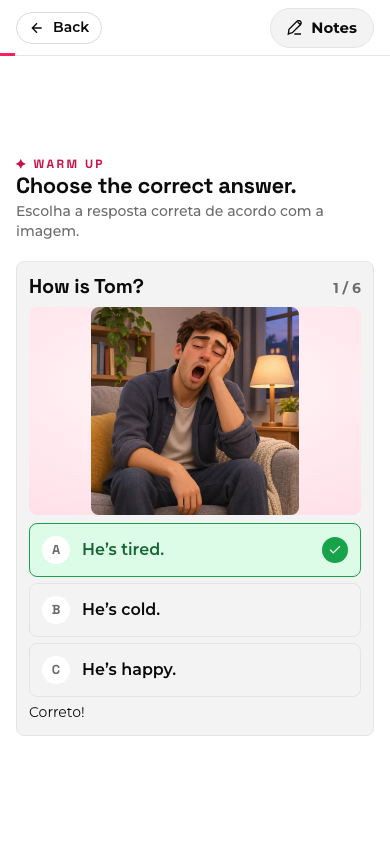 Back
Notes
WARM UP
Choose the correct answer.
Escolha a resposta correta de acordo com a
imagem.
How is Tom?
1 / 6
A
He's tired.
B
He's cold.
C
He's happy.
Correto!